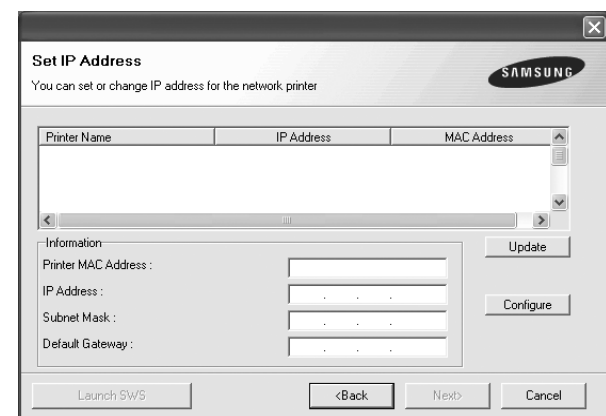 Set IP Address
You can set or change IP address for the network printer
SAMSUNG
Printer Name IP Address MAC Address
Information
Update
Printer MAC Address :
IP Address :
Configure
Subnet Mask :
Default Gateway :
Launch SWS <Back Next> Cancel